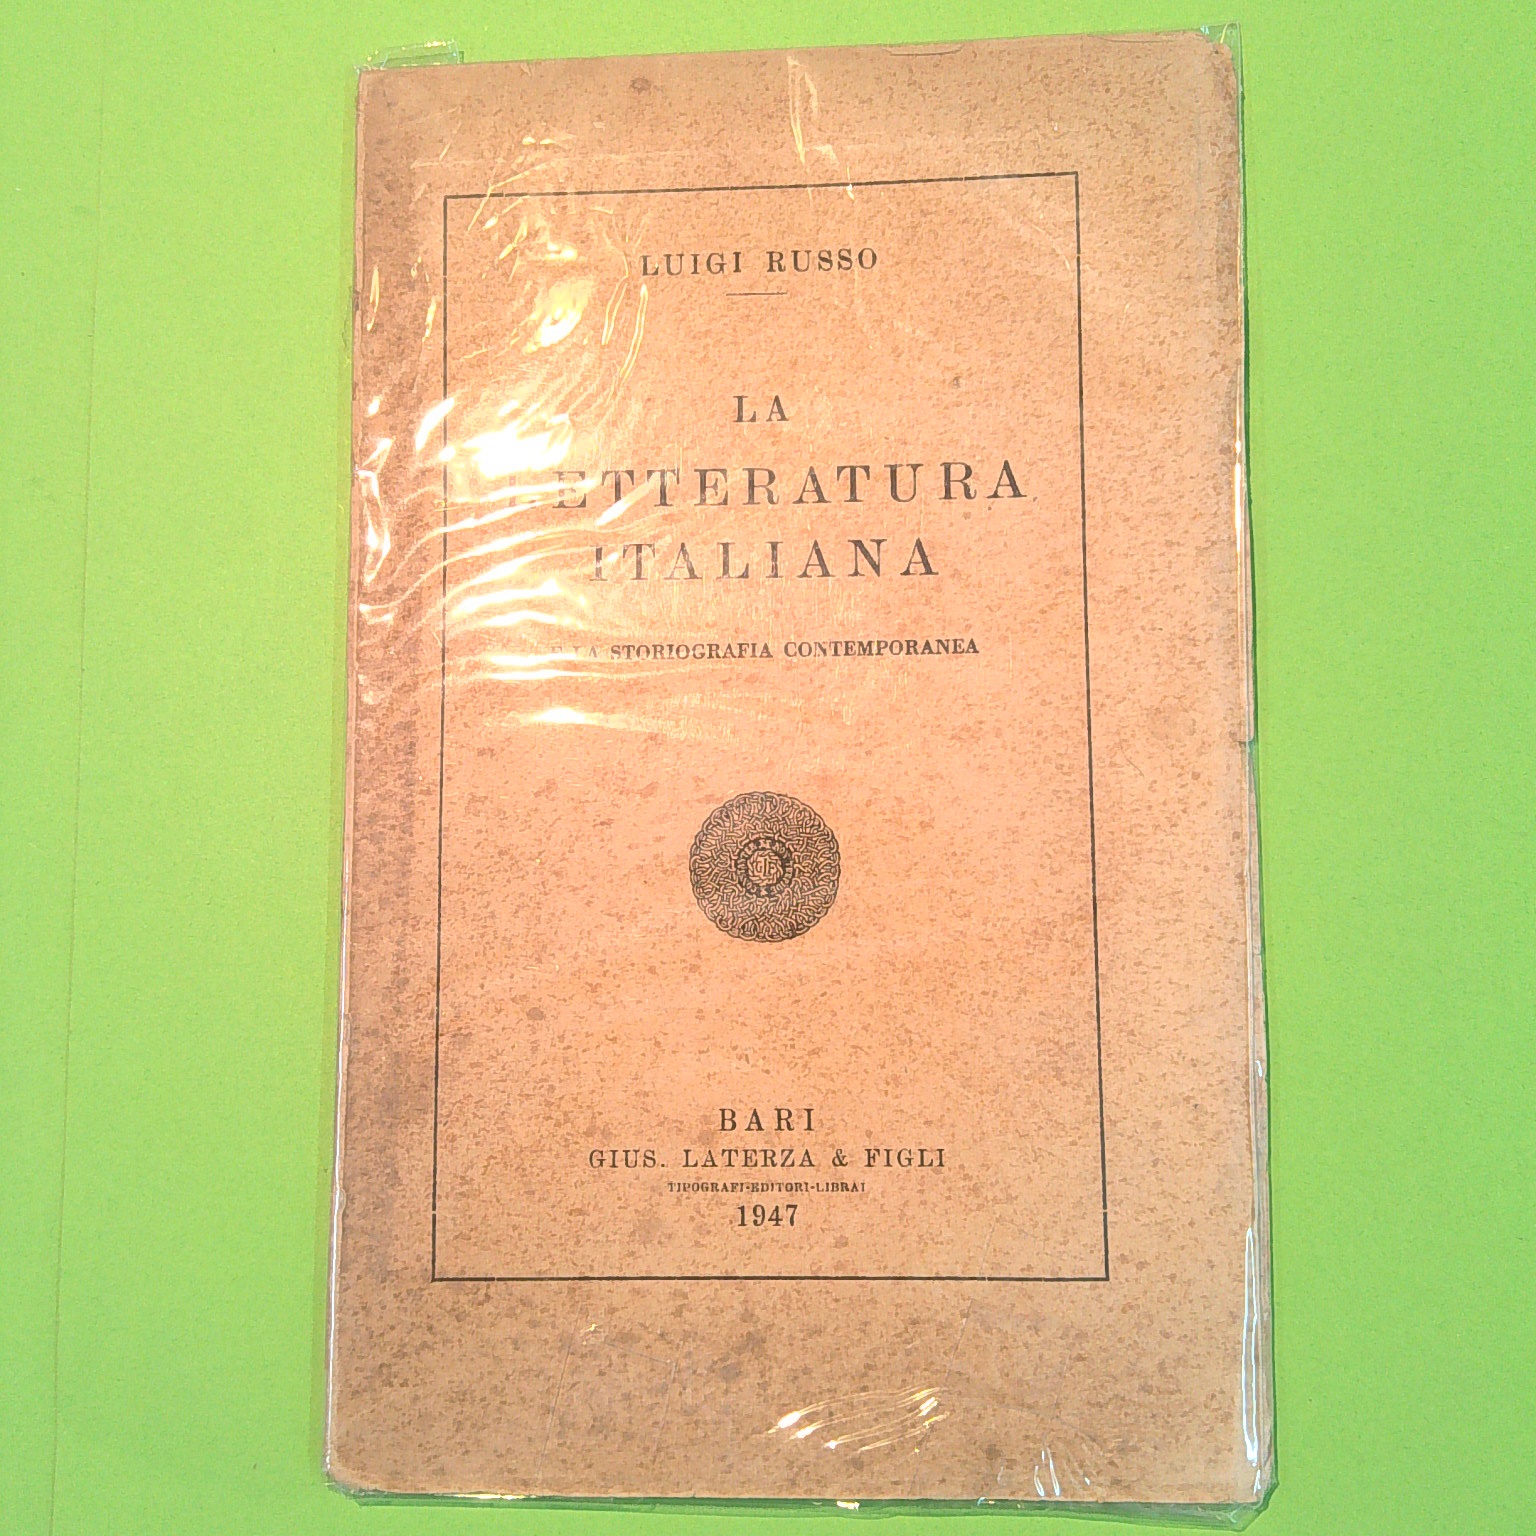 LUIGI RUSSO
LA
LETTERATURA
ITALIANA
E LA STORIOGRAFIA CONTEMPORANEA
BARI
GIUS. LATERZA & FIGLI
TIPOGRAFI-EDITORI-LIBRAI
1947